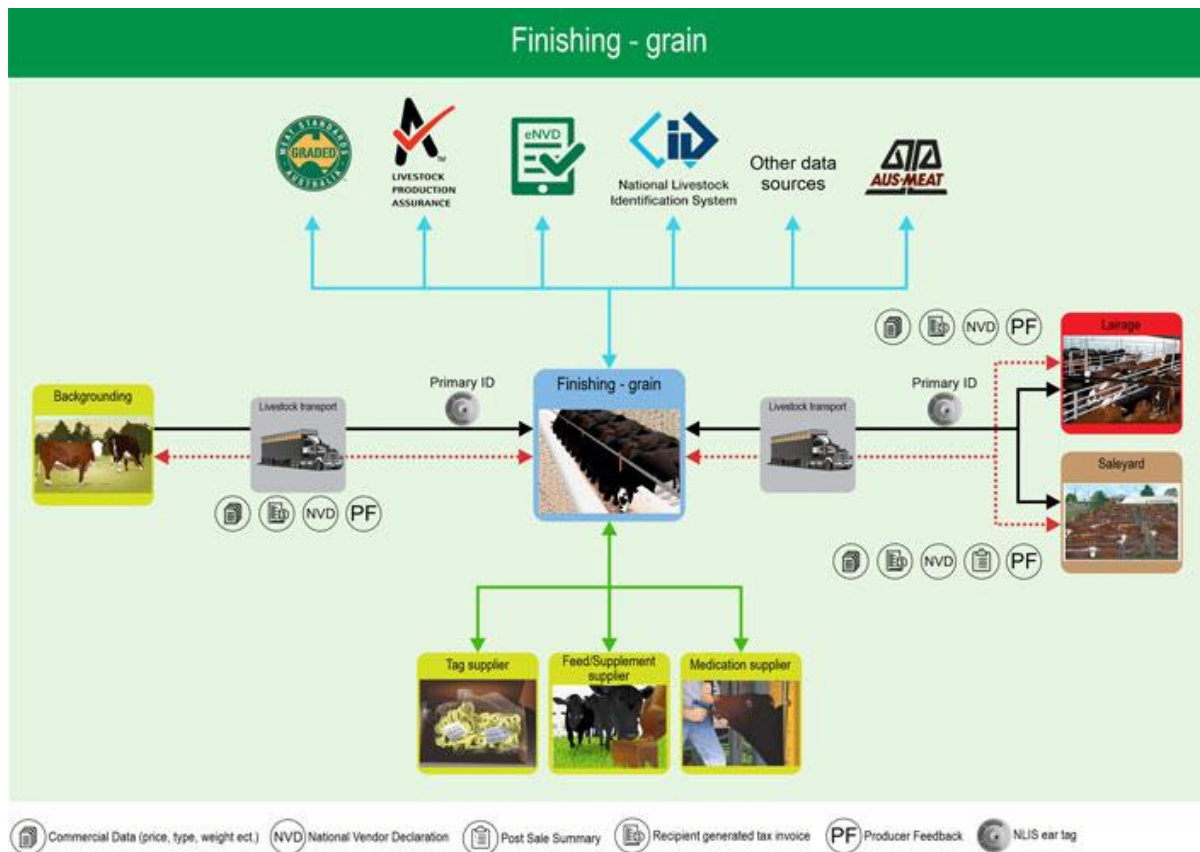 Finishing - grain
MEAT STANDARDS
GRADED
AUSTRALIA
TM
LIVESTOCK
PRODUCTION
ASSURANCE
eNVD
iD
National Livestock
Identification System
Other data
sources
AUS-MEAT
NVD PF
Lairage
Primary ID
Finishing - grain
Primary ID
Backgrounding
Livestock transport
Livestock transport
Saleyard
NVD PF
NVD PF
Tag supplier
Feed/Supplement
supplier
Medication supplier
Commercial Data (price, type, weight ect.) NVD National Vendor Declaration Post Sale Summary Recipient generated tax invoice PF Producer Feedback NLIS ear tag